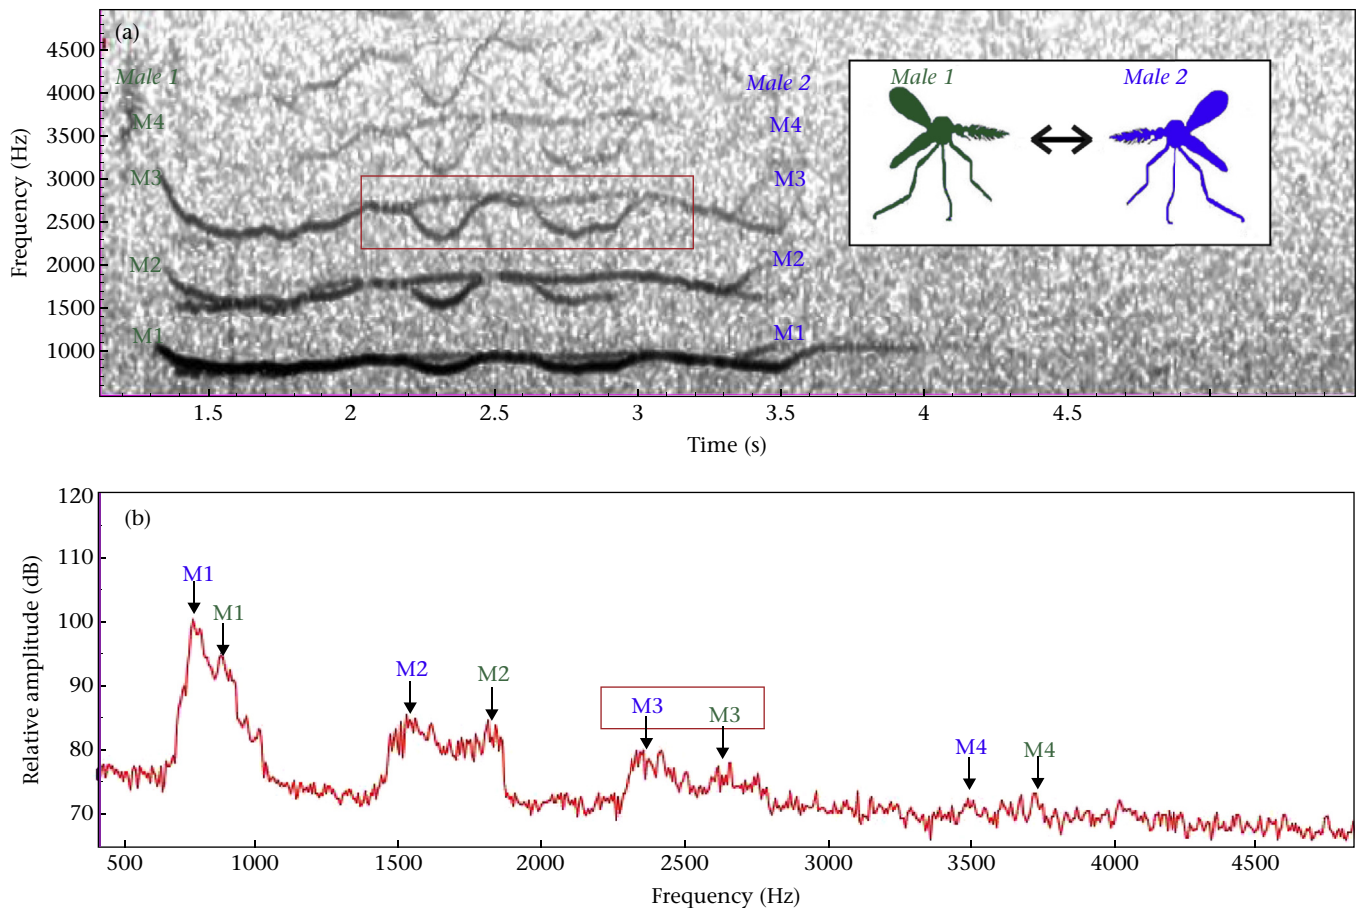 (a)
Frequency (Hz)
4500
4000
3500
3000
2500
2000
1500
1000
Male 1
M4
M3
M2
M1
Male 2
M4
M3
M2
M1
Male 1
Male 2
1.5
2
2.5
3
3.5
4
4.5
Time (s)
(b)
Relative amplitude (dB)
120
110
100
90
80
70
M1
M1
M2
M2
M3
M3
M4
M4
500
1000
1500
2000
2500
3000
3500
4000
4500
Frequency (Hz)